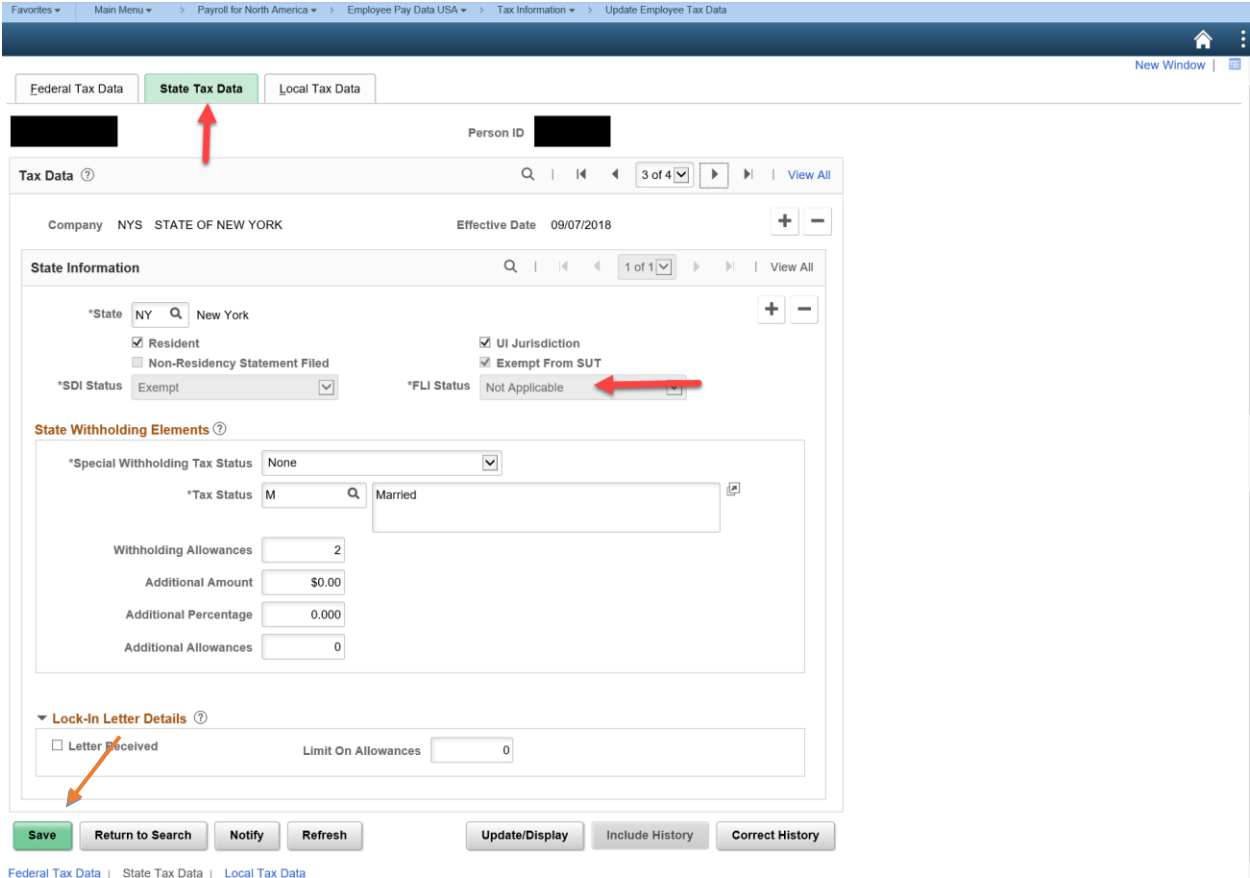 Favorites Main Menu > Payroll for North America > Employee Pay Data USA > Tax Information > Update Employee Tax Data
New Window |
Federal Tax Data State Tax Data Local Tax Data
Person ID
Tax Data ? | 3 of 4 | View All
Company NYS STATE OF NEW YORK Effective Date 09/07/2018 + −
State Information | 1 of 1 | View All
*State NY New York + −
Resident UI Jurisdiction
Non-Residency Statement Filed Exempt From SUT
*SDI Status Exempt *FLI Status Not Applicable
State Withholding Elements ?
*Special Withholding Tax Status None
*Tax Status M Married
Withholding Allowances 2
Additional Amount $0.00
Additional Percentage 0.000
Additional Allowances 0
Lock-In Letter Details ?
Letter Received Limit On Allowances 0
Save Return to Search Notify Refresh Update/Display Include History Correct History
Federal Tax Data | State Tax Data | Local Tax Data